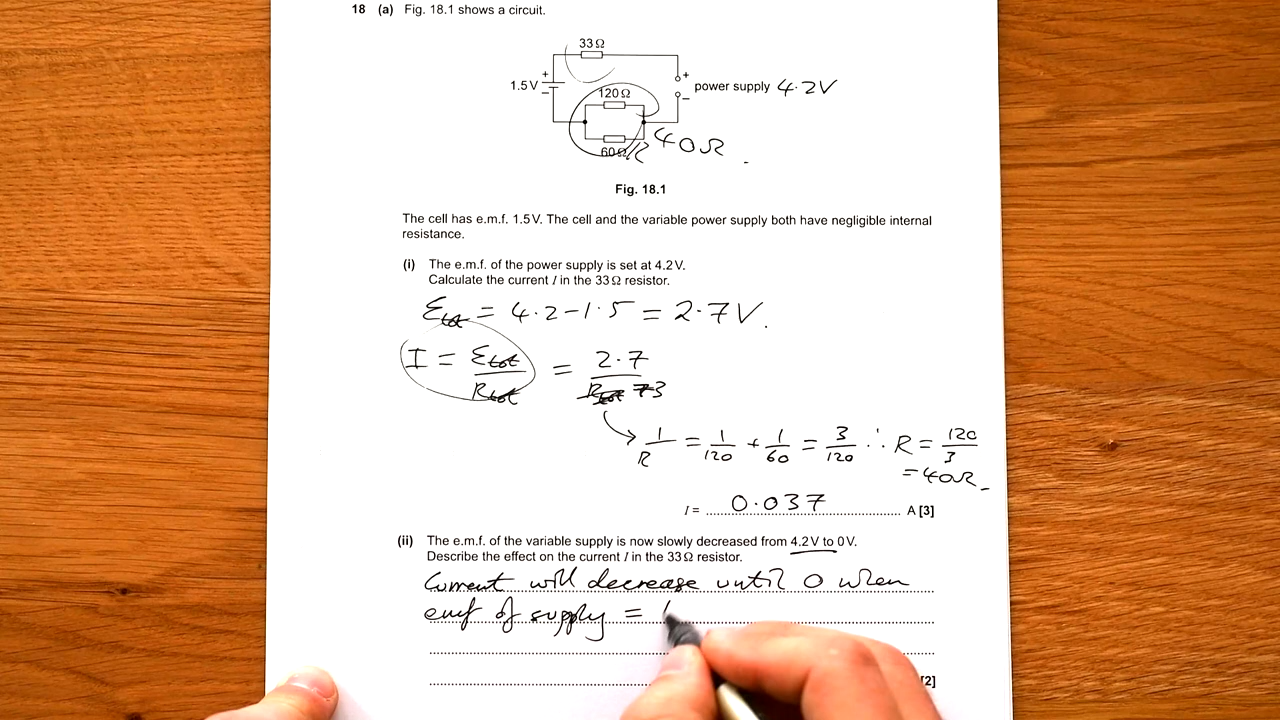 18 (a) Fig. 18.1 shows a circuit.
33 Ω
1.5 V
+
−
120 Ω
60 Ω
+
−
power supply 4.2V
40Ω
Fig. 18.1
The cell has e.m.f. 1.5 V. The cell and the variable power supply both have negligible internal
resistance.
(i) The e.m.f. of the power supply is set at 4.2 V.
Calculate the current I in the 33 Ω resistor.
Ɛtot = 4.2 - 1.5 = 2.7 V.
I = Ɛtot / Rtot = 2.7 / 73
1/R = 1/120 + 1/60 = 3/120 ∴ R = 120/3
= 40Ω
I = 0.037 A [3]
(ii) The e.m.f. of the variable supply is now slowly decreased from 4.2 V to 0 V.
Describe the effect on the current I in the 33 Ω resistor.
Current will decrease until 0 when
emf of supply =
[2]